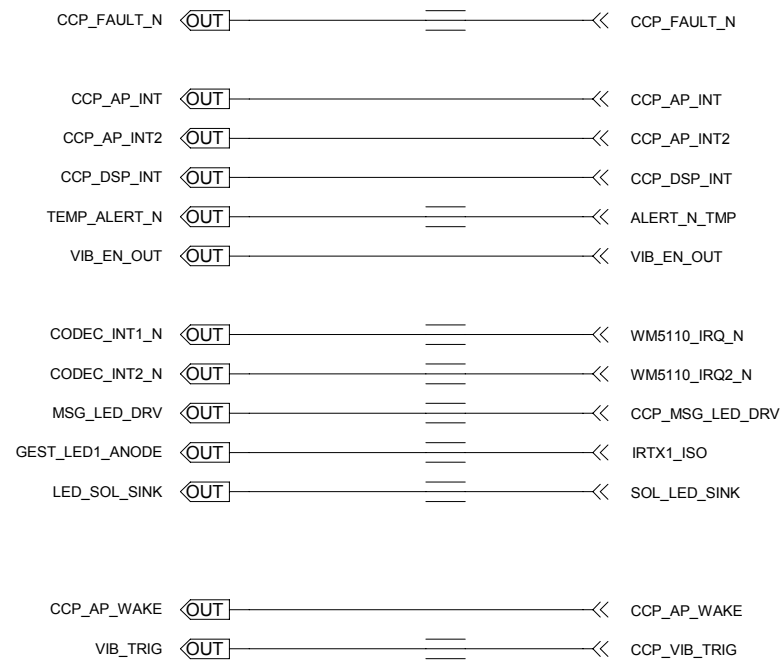 CCP_FAULT_N OUT CCP_FAULT_N
CCP_AP_INT OUT CCP_AP_INT
CCP_AP_INT2 OUT CCP_AP_INT2
CCP_DSP_INT OUT CCP_DSP_INT
TEMP_ALERT_N OUT ALERT_N_TMP
VIB_EN_OUT OUT VIB_EN_OUT
CODEC_INT1_N OUT WM5110_IRQ_N
CODEC_INT2_N OUT WM5110_IRQ2_N
MSG_LED_DRV OUT CCP_MSG_LED_DRV
GEST_LED1_ANODE OUT IRTX1_ISO
LED_SOL_SINK OUT SOL_LED_SINK
CCP_AP_WAKE OUT CCP_AP_WAKE
VIB_TRIG OUT CCP_VIB_TRIG